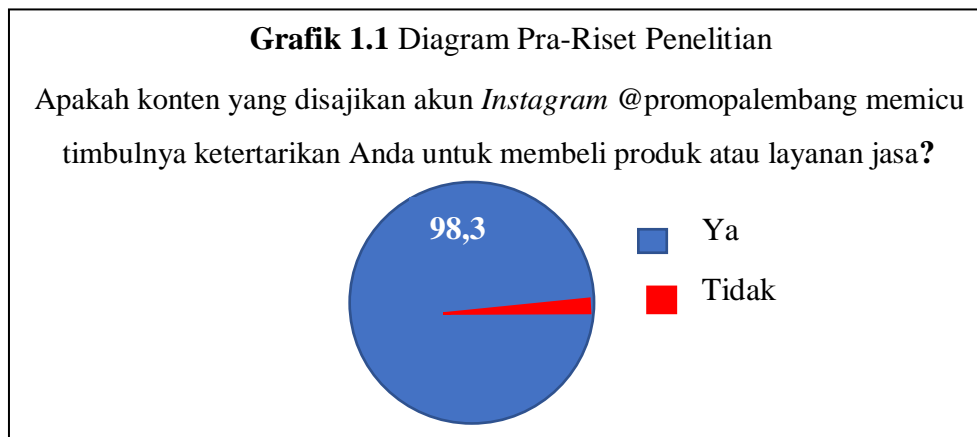 Grafik 1.1 Diagram Pra-Riset Penelitian
Apakah konten yang disajikan akun Instagram @promopalembang memicu
timbulnya ketertarikan Anda untuk membeli produk atau layanan jasa?
98,3
Ya
Tidak